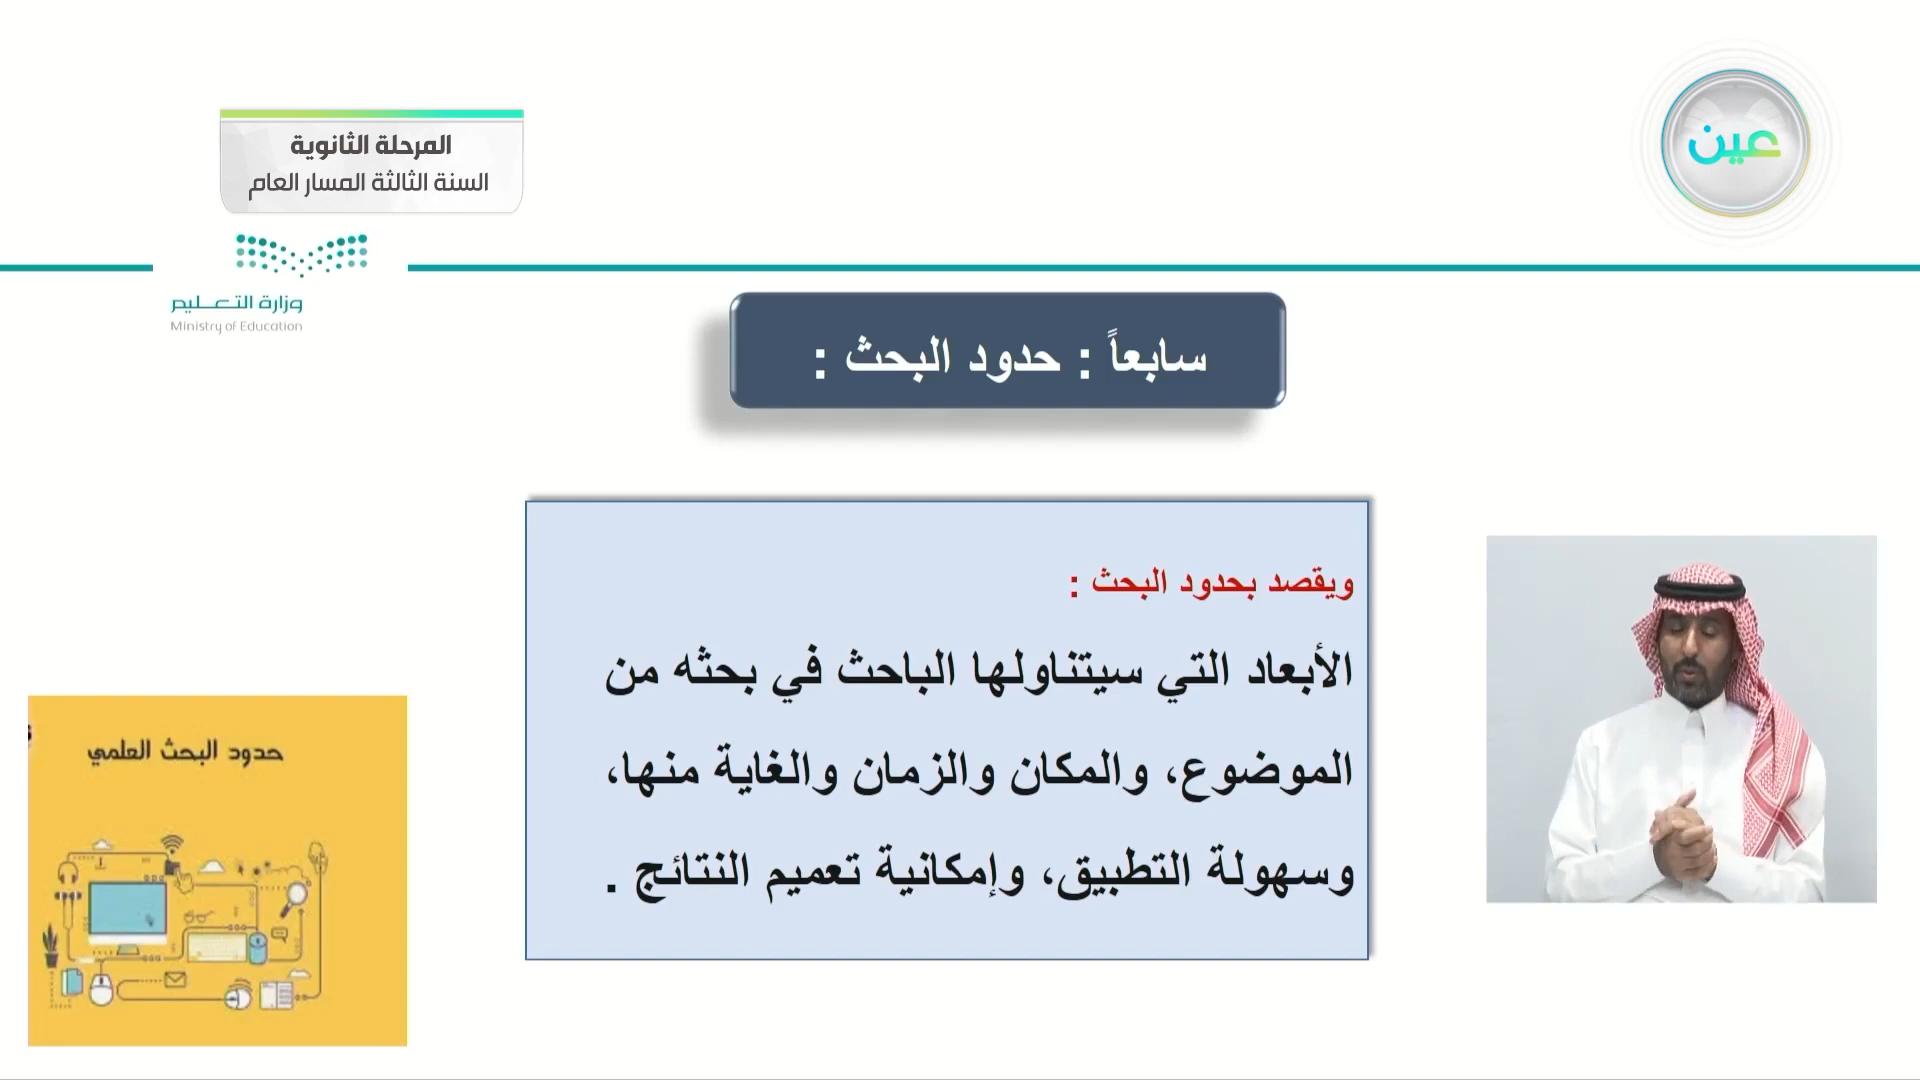 عين
المرحلة الثانوية
السنة الثالثة المسار العام
وزارة التعليم
Ministry of Education
سابعاً : حدود البحث :
ويقصد بحدود البحث :
الأبعاد التي سيتناولها الباحث في بحثه من
الموضوع، والمكان والزمان والغاية منها،
وسهولة التطبيق، وإمكانية تعميم النتائج .
حدود البحث العلمي